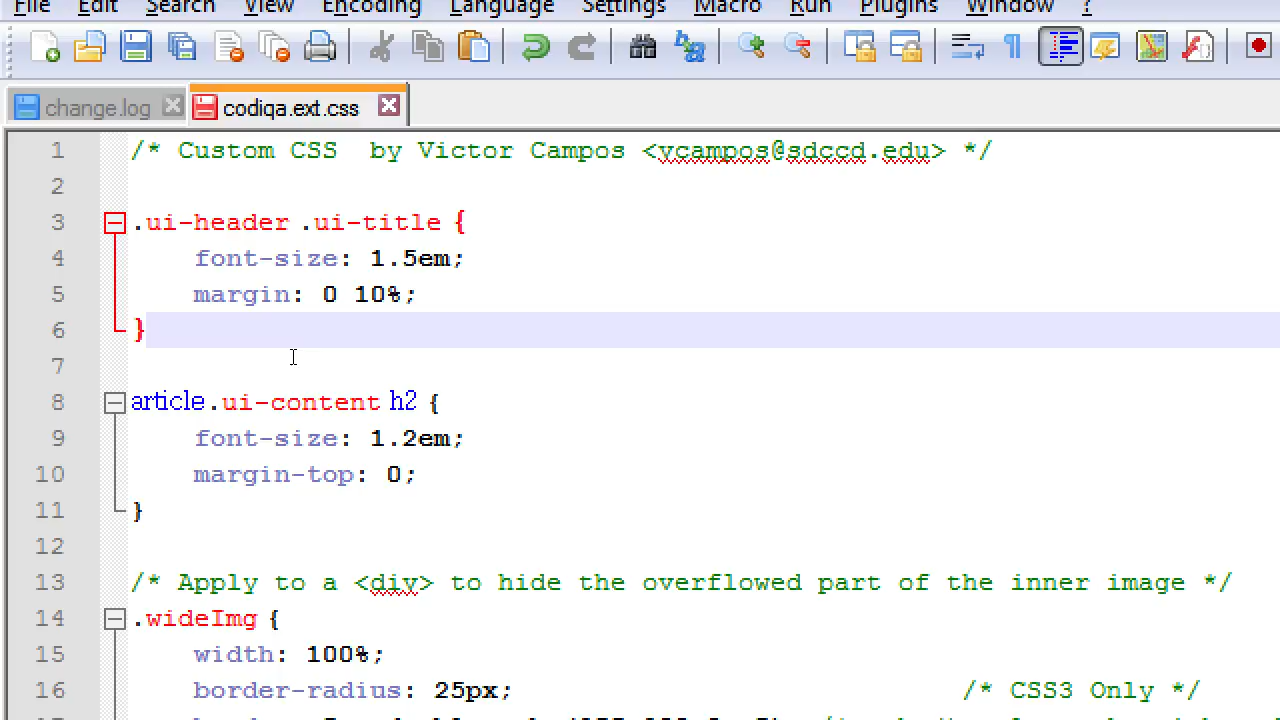 File Edit Search View Encoding Language Settings Macro Run Plugins Window ?
change.log codiqa.ext.css
1 /* Custom CSS  by Victor Campos <vcampos@sdccd.edu> */
2
3 .ui-header .ui-title {
4 font-size: 1.5em;
5 margin: 0 10%;
6 }
7
8 article.ui-content h2 {
9 font-size: 1.2em;
10 margin-top: 0;
11 }
12
13 /* Apply to a <div> to hide the overflowed part of the inner image */
14 .wideImg {
15 width: 100%;
16 border-radius: 25px; /* CSS3 Only */